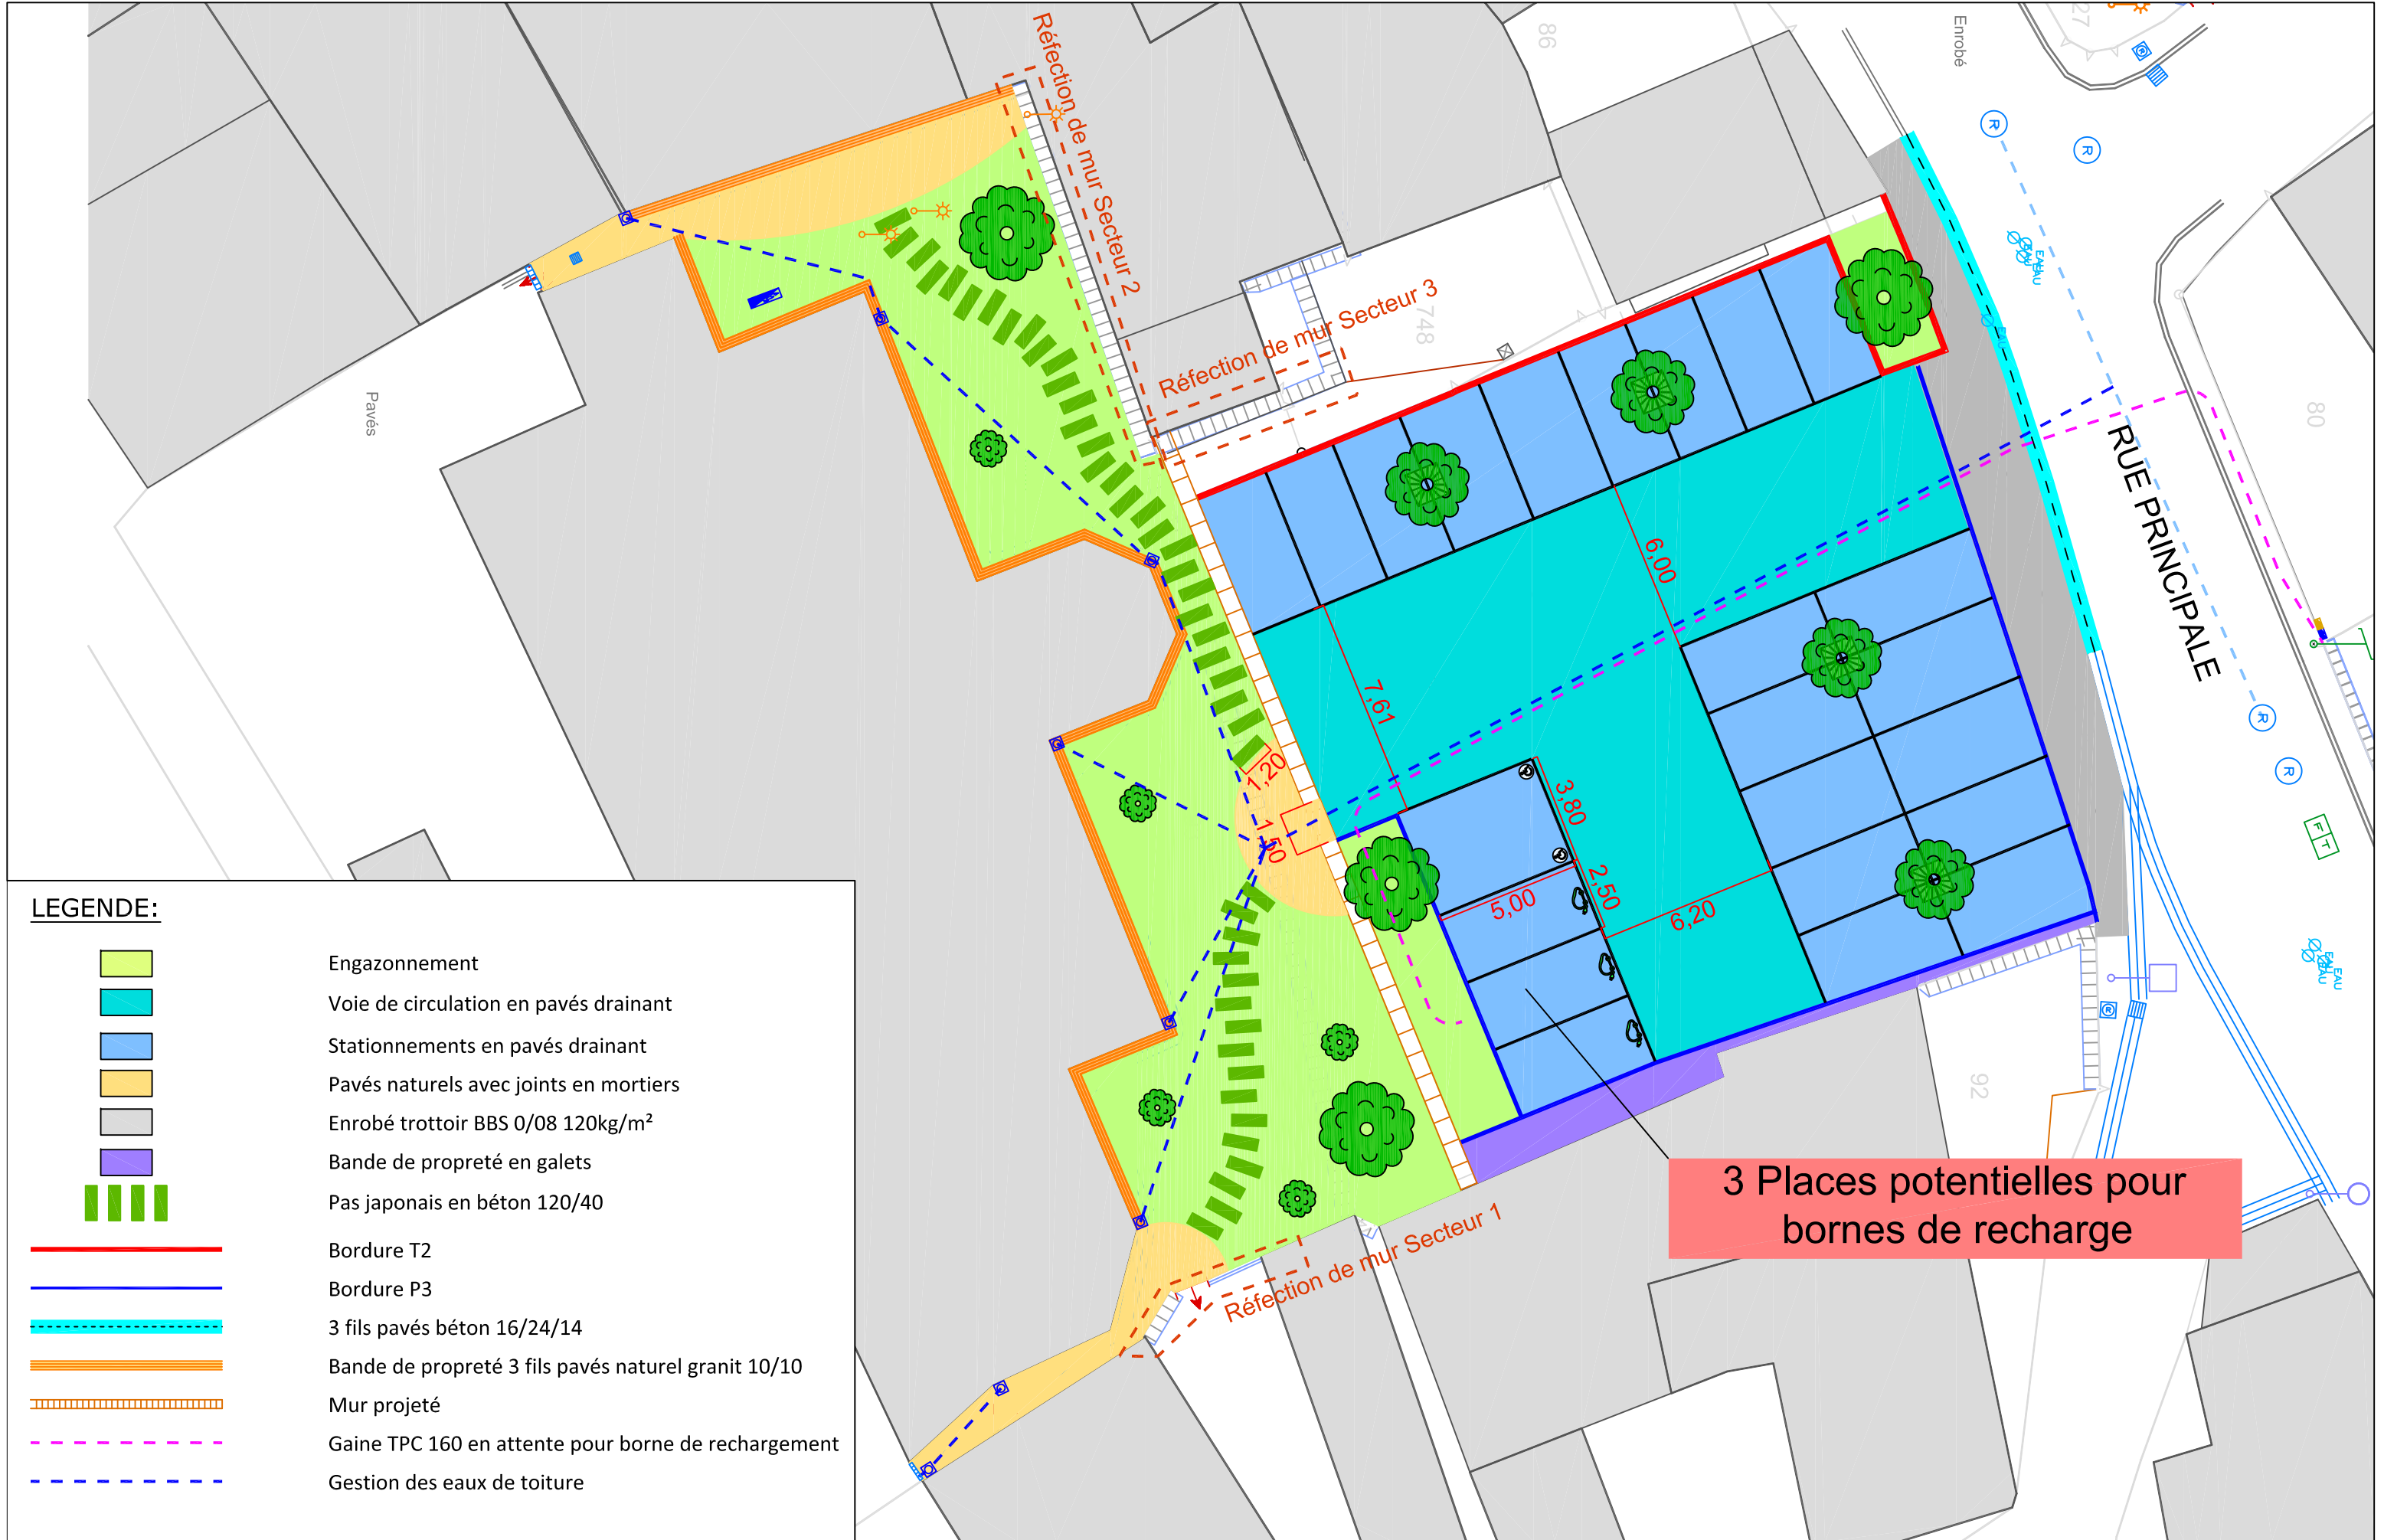 Réfection de mur Secteur 2
86
Enrobé
27
R
R
Réfection de mur Secteur 3
748
EAU
EAU
80
Pavés
RUE PRINCIPALE
6,00
7,61
1,20
1,50
3,80
2,50
5,00
6,20
R
R
F T
EAU
EAU
92
3 Places potentielles pour
bornes de recharge
Réfection de mur Secteur 1
LEGENDE:
Engazonnement
Voie de circulation en pavés drainant
Stationnements en pavés drainant
Pavés naturels avec joints en mortiers
Enrobé trottoir BBS 0/08 120kg/m²
Bande de propreté en galets
Pas japonais en béton 120/40
Bordure T2
Bordure P3
3 fils pavés béton 16/24/14
Bande de propreté 3 fils pavés naturel granit 10/10
Mur projeté
Gaine TPC 160 en attente pour borne de rechargement
Gestion des eaux de toiture